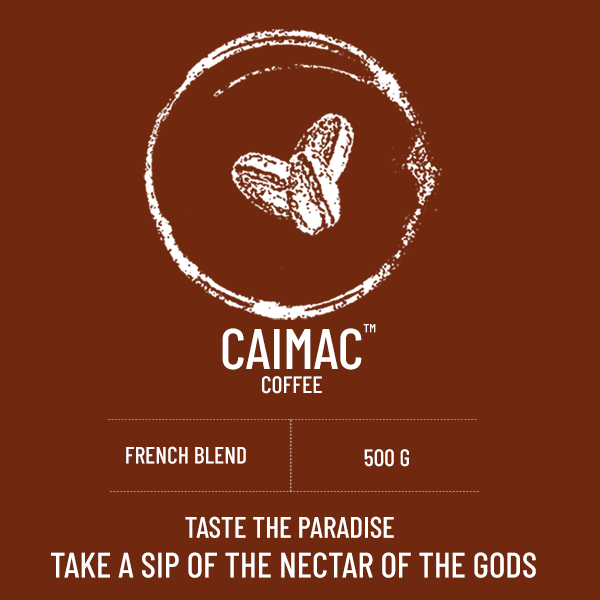 CAIMAC™
COFFEE
FRENCH BLEND
500 G
TASTE THE PARADISE
TAKE A SIP OF THE NECTAR OF THE GODS